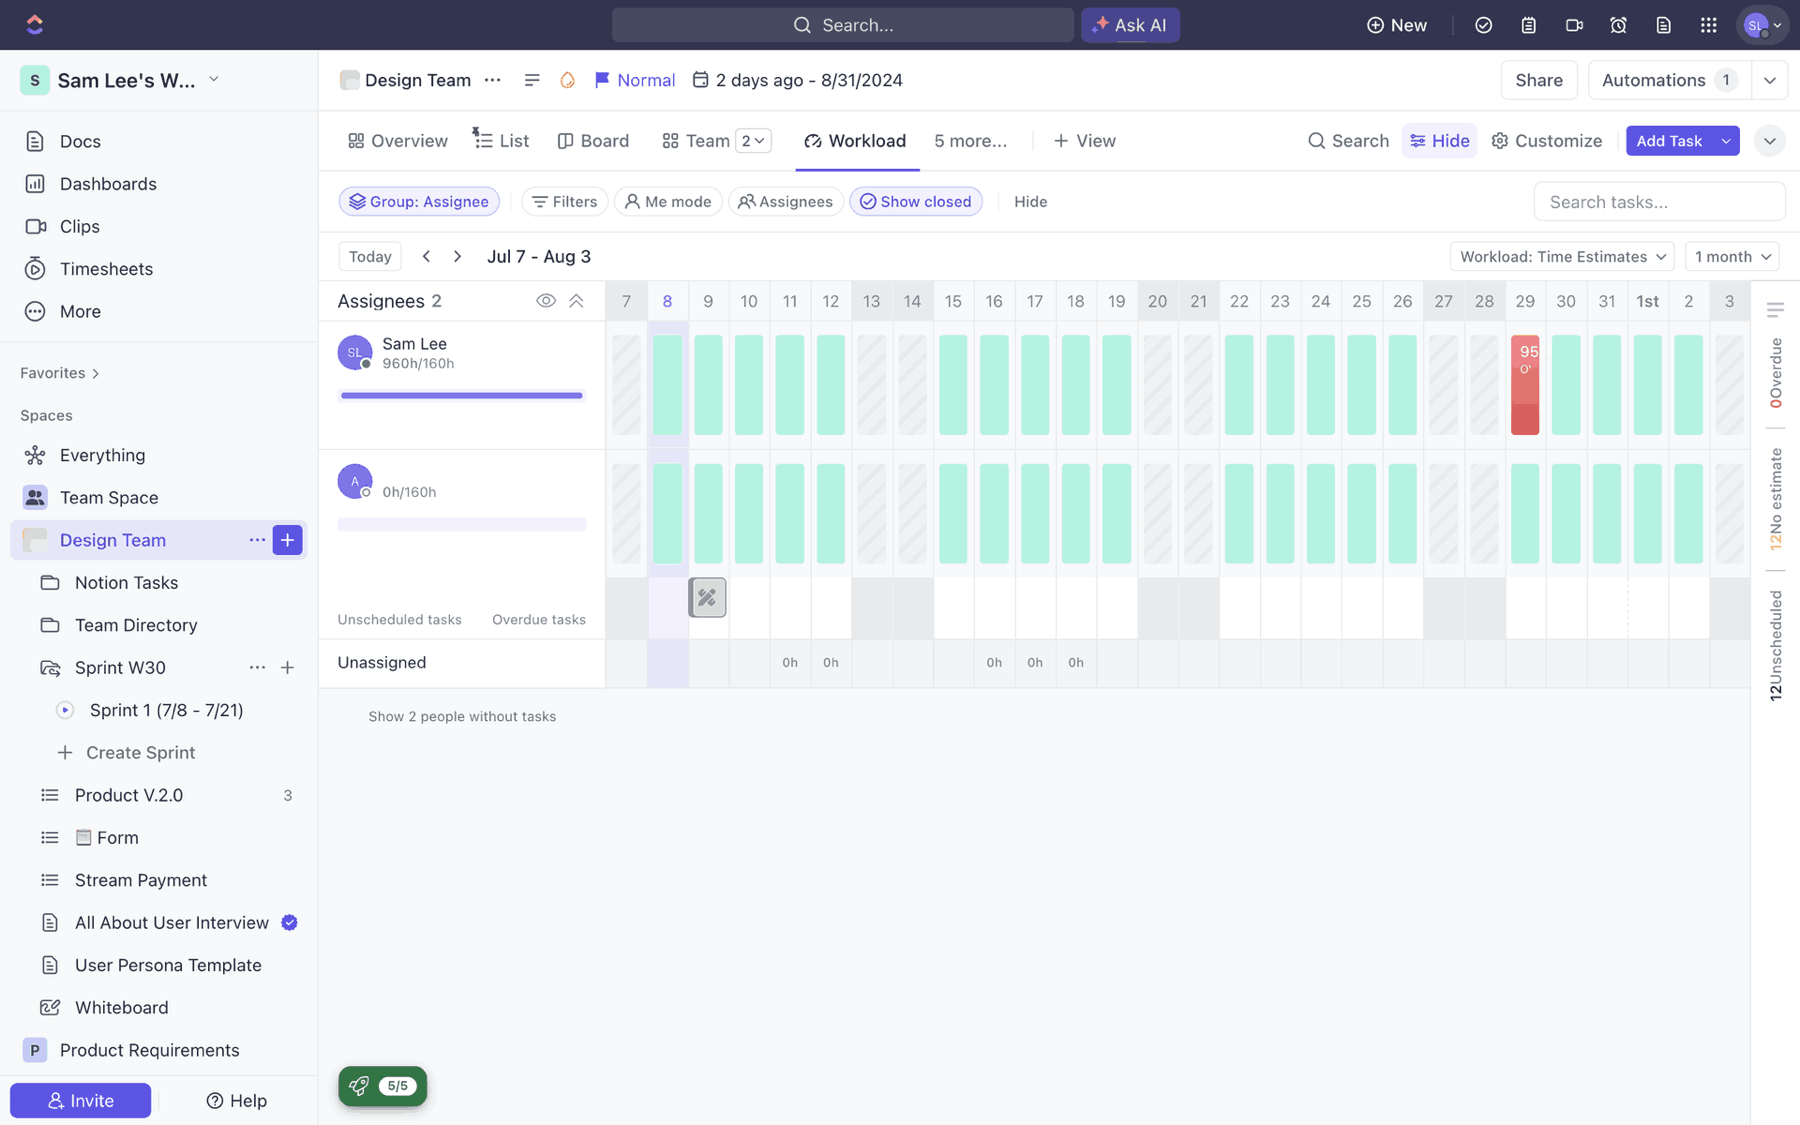 Search...
Ask AI
New
SL
S
Sam Lee's W...
Design Team
Normal
2 days ago - 8/31/2024
Share
Automations 1
Docs
Dashboards
Clips
Timesheets
More
Favorites
Spaces
Everything
Team Space
Design Team
Notion Tasks
Team Directory
Sprint W30
Sprint 1 (7/8 - 7/21)
Create Sprint
Product V.2.0 3
Form
Stream Payment
All About User Interview
User Persona Template
Whiteboard
P Product Requirements
Invite
Help
Overview
List
Board
Team 2
Workload
5 more...
View
Search
Hide
Customize
Add Task
Group: Assignee
Filters
Me mode
Assignees
Show closed
Hide
Search tasks...
Today
Jul 7 - Aug 3
Workload: Time Estimates
1 month
Assignees 2
7 8 9 10 11 12 13 14 15 16 17 18 19 20 21 22 23 24 25 26 27 28 29 30 31 1st 2 3
SL
Sam Lee
960h/160h
95
A
0h/160h
Unscheduled tasks
Overdue tasks
Unassigned
0h 0h 0h 0h 0h
Show 2 people without tasks
5/5
0 Overdue
12 No estimate
12 Unscheduled